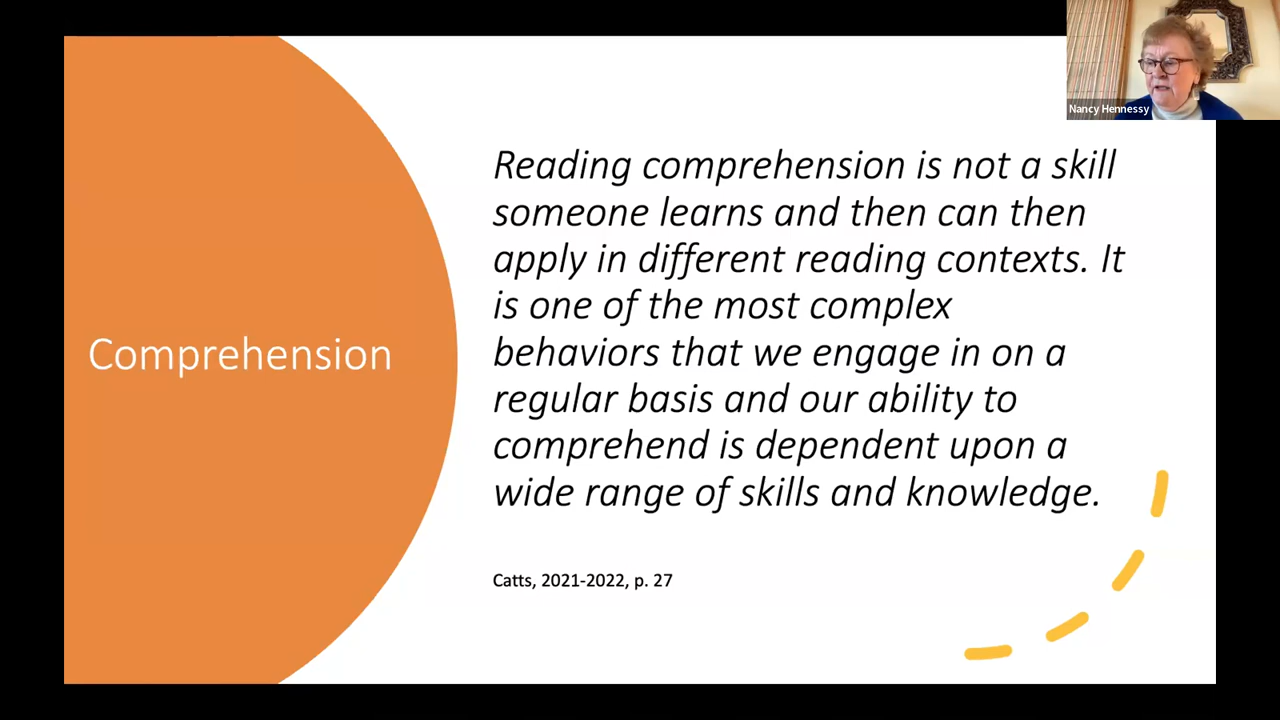 Nancy Hennessy
Comprehension
Reading comprehension is not a skill
someone learns and then can then
apply in different reading contexts. It
is one of the most complex
behaviors that we engage in on a
regular basis and our ability to
comprehend is dependent upon a
wide range of skills and knowledge.
Catts, 2021-2022, p. 27